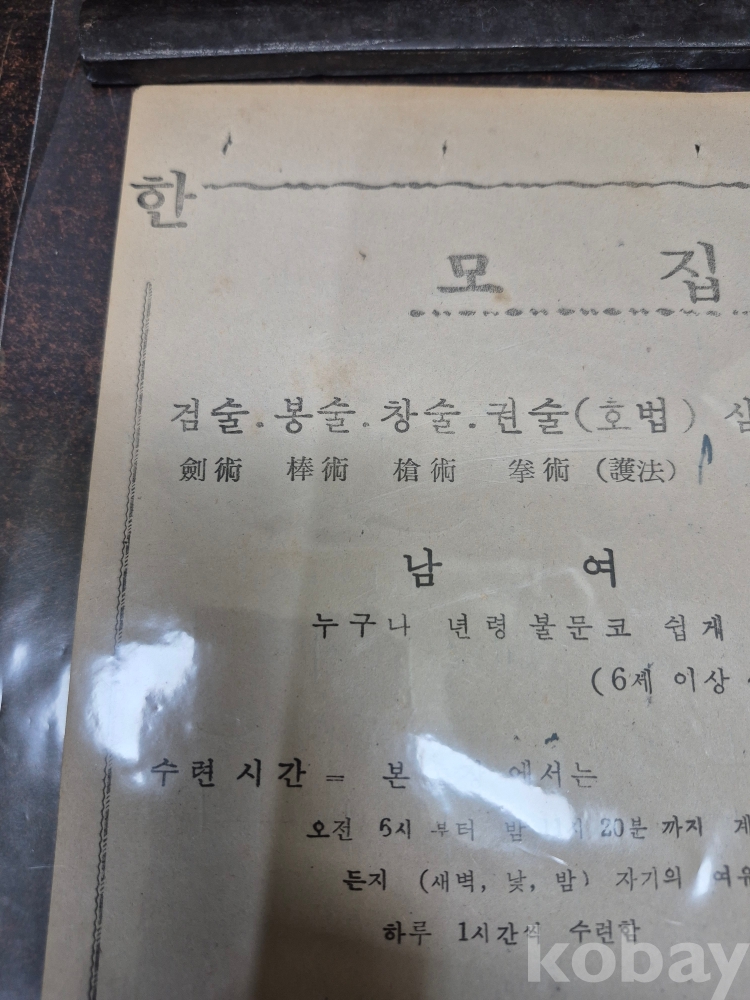 한
모 집
검술. 봉술. 창술. 권술(호법)
劍術 棒術 槍術 拳術 (護法)
남 여
누구나 년령 불문코 쉽게
(6세 이상
수련 시간 = 본 에서는
오전 6시 부터 밤 20분 까지 계
든지 (새벽, 낮, 밤) 자기의 여유
하루 1시간씩 수련함
kobay